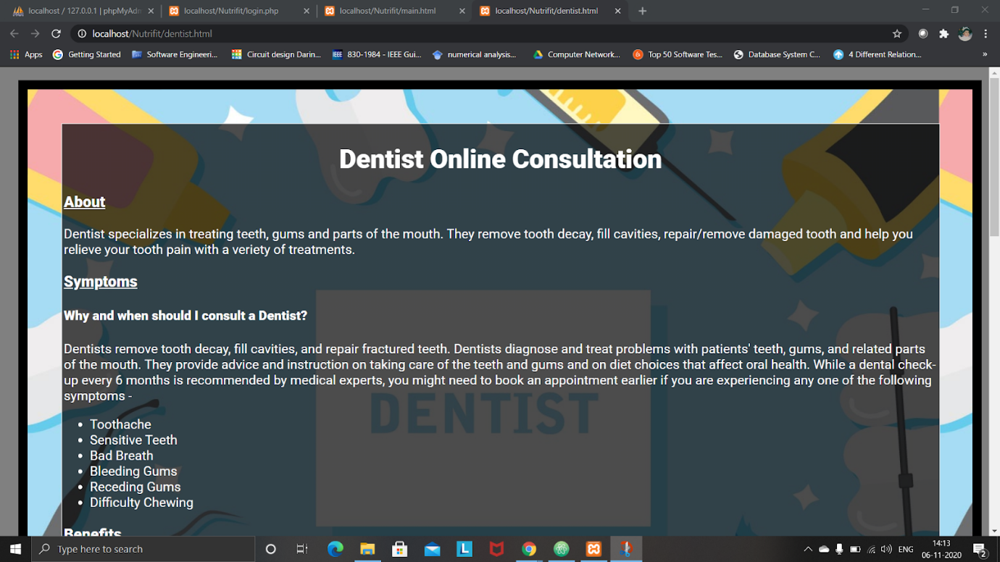 localhost / 127.0.0.1 | phpMyAdm
localhost/Nutrifit/login.php
localhost/Nutrifit/main.html
localhost/Nutrifit/dentist.html
localhost/Nutrifit/dentist.html
Apps
Getting Started
Software Engineeri...
Circuit design Darin...
IEEE 830-1984 - IEEE Gui...
numerical analysis...
Computer Network...
Top 50 Software Tes...
Database System C...
4 Different Relation...
»
Dentist Online Consultation
About
Dentist specializes in treating teeth, gums and parts of the mouth. They remove tooth decay, fill cavities, repair/remove damaged tooth and help you
relieve your tooth pain with a veriety of treatments.
Symptoms
Why and when should I consult a Dentist?
Dentists remove tooth decay, fill cavities, and repair fractured teeth. Dentists diagnose and treat problems with patients' teeth, gums, and related parts
of the mouth. They provide advice and instruction on taking care of the teeth and gums and on diet choices that affect oral health. While a dental check-
up every 6 months is recommended by medical experts, you might need to book an appointment earlier if you are experiencing any one of the following
symptoms -
DENTIST
• Toothache
• Sensitive Teeth
• Bad Breath
• Bleeding Gums
• Receding Gums
• Difficulty Chewing
Benefits
Type here to search
L
ENG
14:13
06-11-2020
2